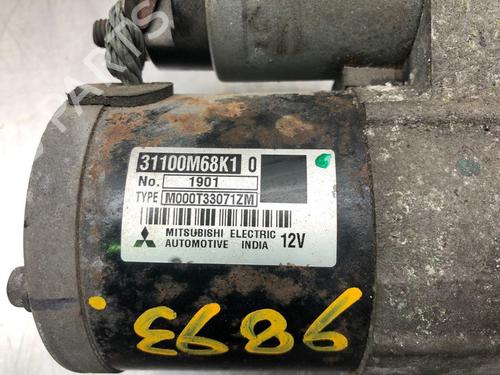 31100M68K1 0
No. 1901
TYPE M000T33071ZM
MITSUBISHI ELECTRIC
AUTOMOTIVE INDIA 12V
9893